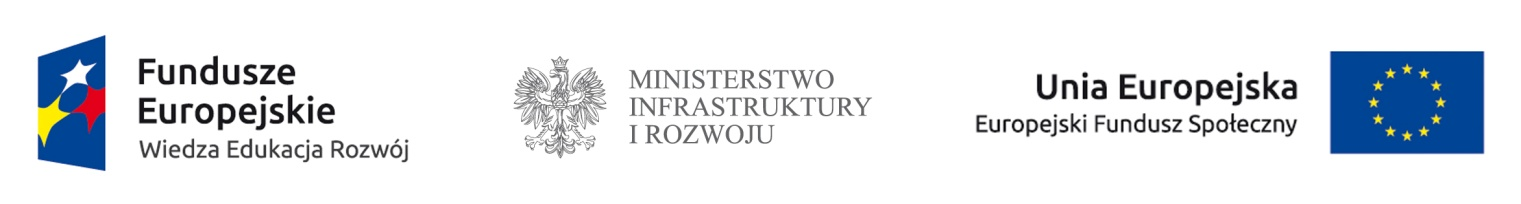 Fundusze
Europejskie
Wiedza Edukacja Rozwój
MINISTERSTWO
INFRASTRUKTURY
I ROZWOJU
Unia Europejska
Europejski Fundusz Społeczny